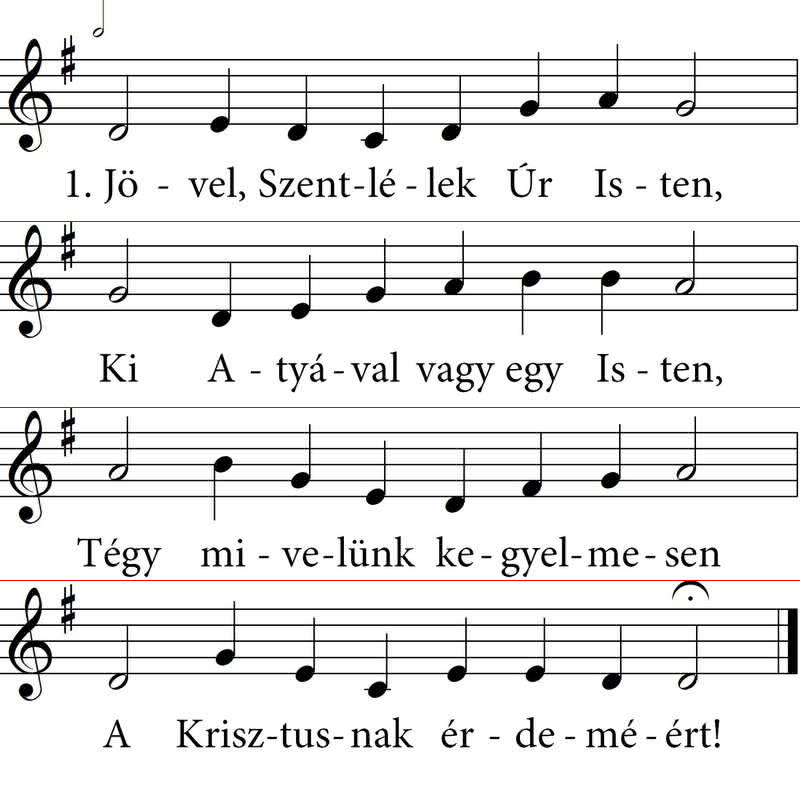 1. Jö - vel, Szent-lé - lek Úr Is - ten,
Ki A - tyá - val vagy egy Is - ten,
Tégy mi - ve-lünk ke - gyel-me - sen
A Krisz-tus-nak ér - de - mé - ért!